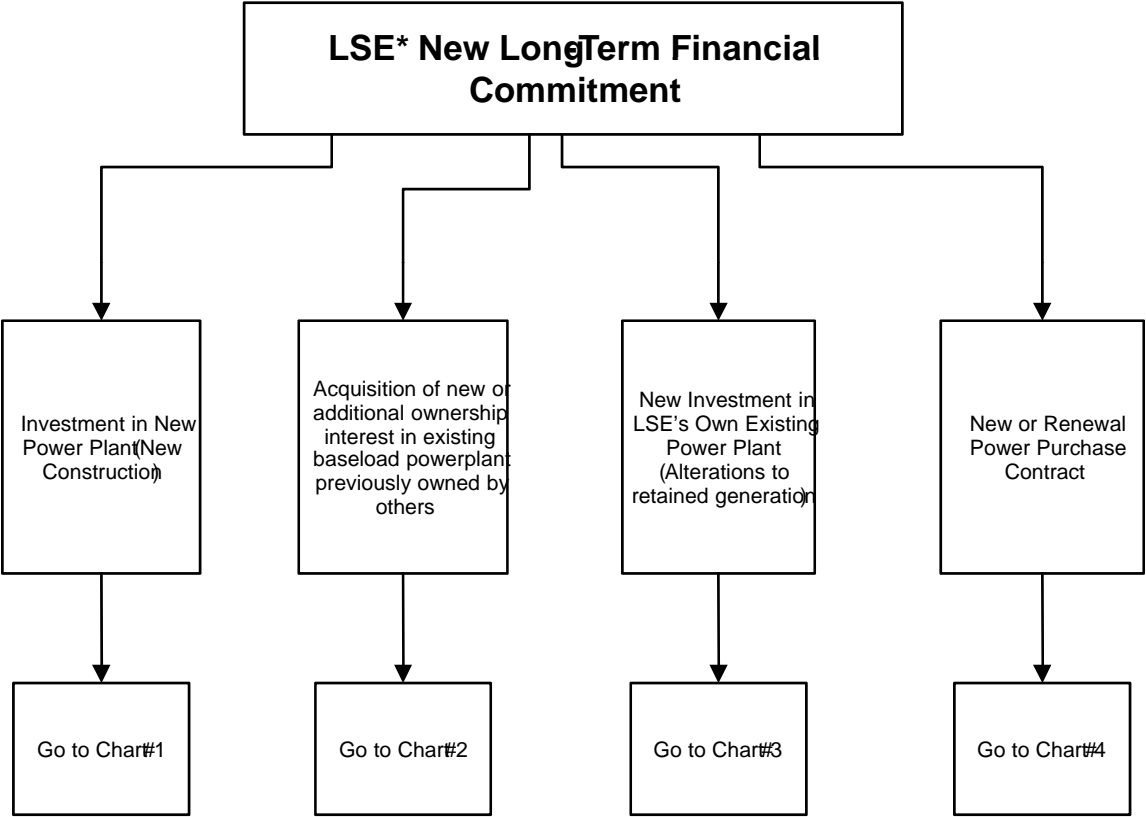 LSE* New Long-Term Financial
Commitment
Investment in New
Power Plant (New
Construction)
Acquisition of new or
additional ownership
interest in existing
baseload powerplant
previously owned by
others
New Investment in
LSE's Own Existing
Power Plant
(Alterations to
retained generation)
New or Renewal
Power Purchase
Contract
Go to Chart #1
Go to Chart #2
Go to Chart #3
Go to Chart #4